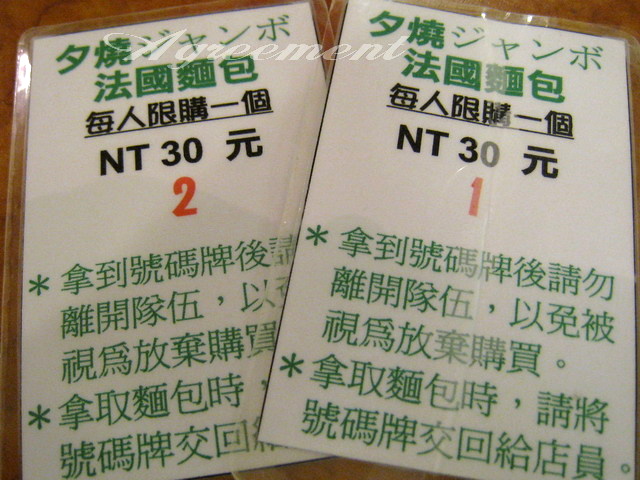 Agreement
夕燒ジャンボ
法國麵包
每人限購一個
NT 30 元
2
* 拿到號碼牌後請
離開隊伍，以免
視為放棄購買
* 拿取麵包時，
號碼牌交回給
夕燒ジャンボ
法國麵包
每人限購一個
NT 30 元
1
* 拿到號碼牌後請勿
離開隊伍，以免被
視為放棄購買。
* 拿取麵包時，請將
號碼牌交回給店員。